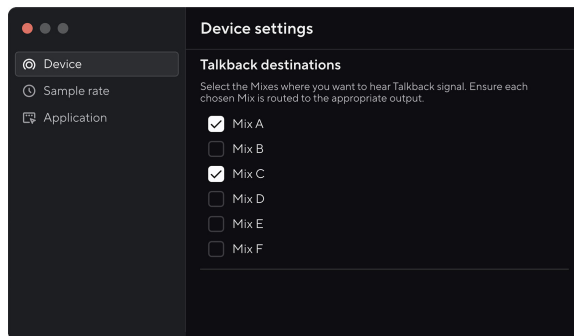 Device settings
Device
Sample rate
Application
Talkback destinations
Select the Mixes where you want to hear Talkback signal. Ensure each
chosen Mix is routed to the appropriate output.
Mix A
Mix B
Mix C
Mix D
Mix E
Mix F